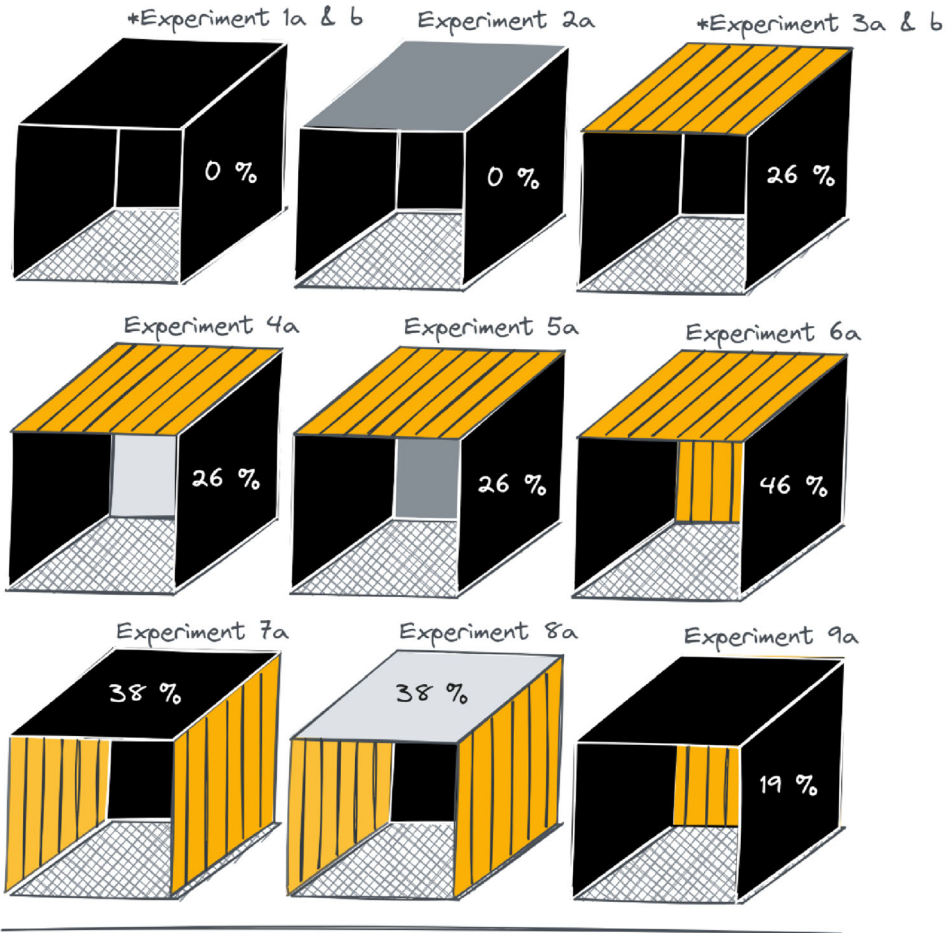 *Experiment 1a & b
Experiment 2a
*Experiment 3a & b
0 %
0 %
26 %
Experiment 4a
Experiment 5a
Experiment 6a
26 %
26 %
46 %
Experiment 7a
Experiment 8a
Experiment 9a
38 %
38 %
19 %